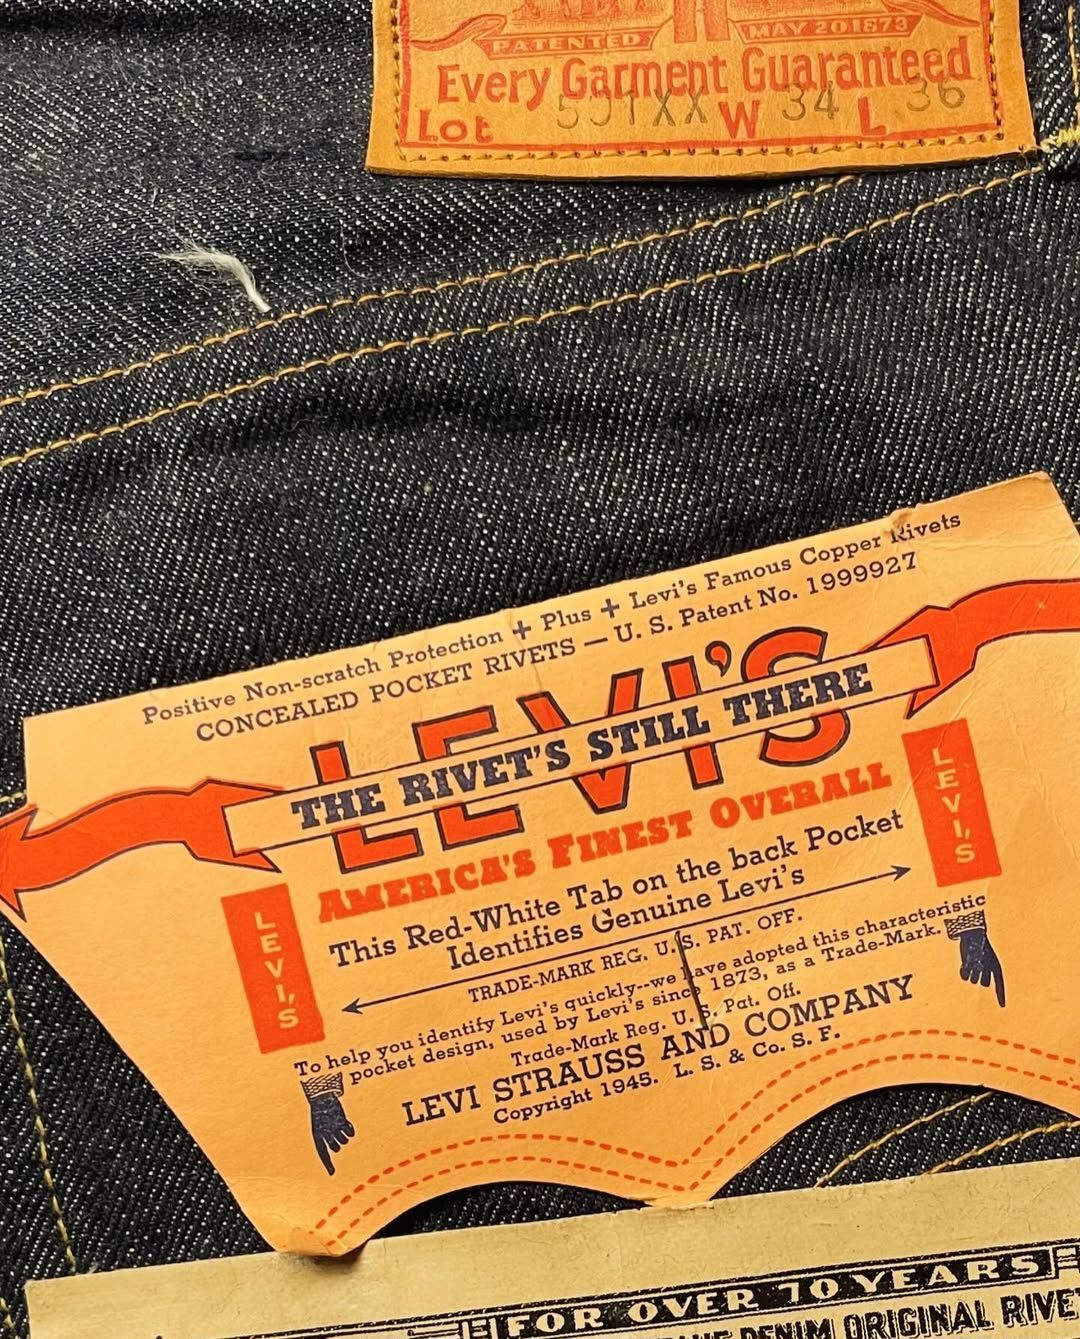 PATENTED MAY 20 1873
Every Garment Guaranteed
Lot 501XX W 34 L 36
Positive Non-scratch Protection + Plus + Levi's Famous Copper Rivets
CONCEALED POCKET RIVETS — U. S. Patent No. 1999927
LEVI'S
THE RIVET'S STILL THERE
AMERICA'S FINEST OVERALL
LEVI'S
LEVI'S
This Red-White Tab on the back Pocket
Identifies Genuine Levi's
TRADE-MARK REG. U.S. PAT. OFF.
To help you identify Levi's quickly--we have adopted this characteristic
pocket design, used by Levi's since 1873, as a Trade-Mark.
Trade-Mark Reg. U.S. Pat. Off.
LEVI STRAUSS AND COMPANY
Copyright 1945. L. S. & Co. S. F.
FOR OVER 70 YEARS
DENIM ORIGINAL